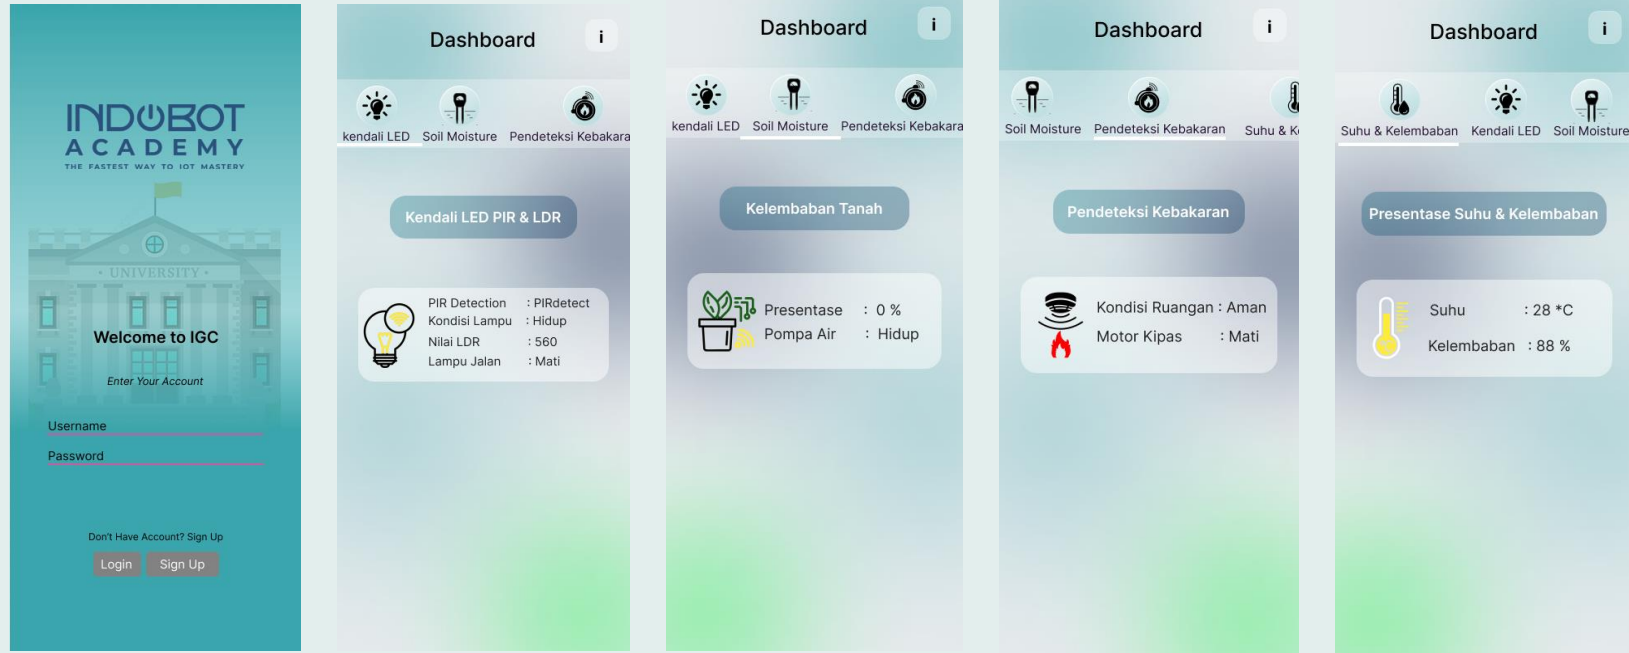 INDOBOT
ACADEMY
THE FASTEST WAY TO IOT MASTERY
• UNIVERSITY •
Welcome to IGC
Enter Your Account
Username
Password
Don't Have Account? Sign Up
Login Sign Up
Dashboard i
kendali LED Soil Moisture Pendeteksi Kebakara
Kendali LED PIR & LDR
PIR Detection : PIRdetect
Kondisi Lampu : Hidup
Nilai LDR : 560
Lampu Jalan : Mati
Dashboard i
kendali LED Soil Moisture Pendeteksi Kebakara
Kelembaban Tanah
Presentase : 0 %
Pompa Air : Hidup
Dashboard i
Soil Moisture Pendeteksi Kebakaran Suhu & K
Pendeteksi Kebakaran
Kondisi Ruangan : Aman
Motor Kipas : Mati
Dashboard i
Suhu & Kelembaban Kendali LED Soil Moisture
Presentase Suhu & Kelembaban
Suhu : 28 *C
Kelembaban : 88 %